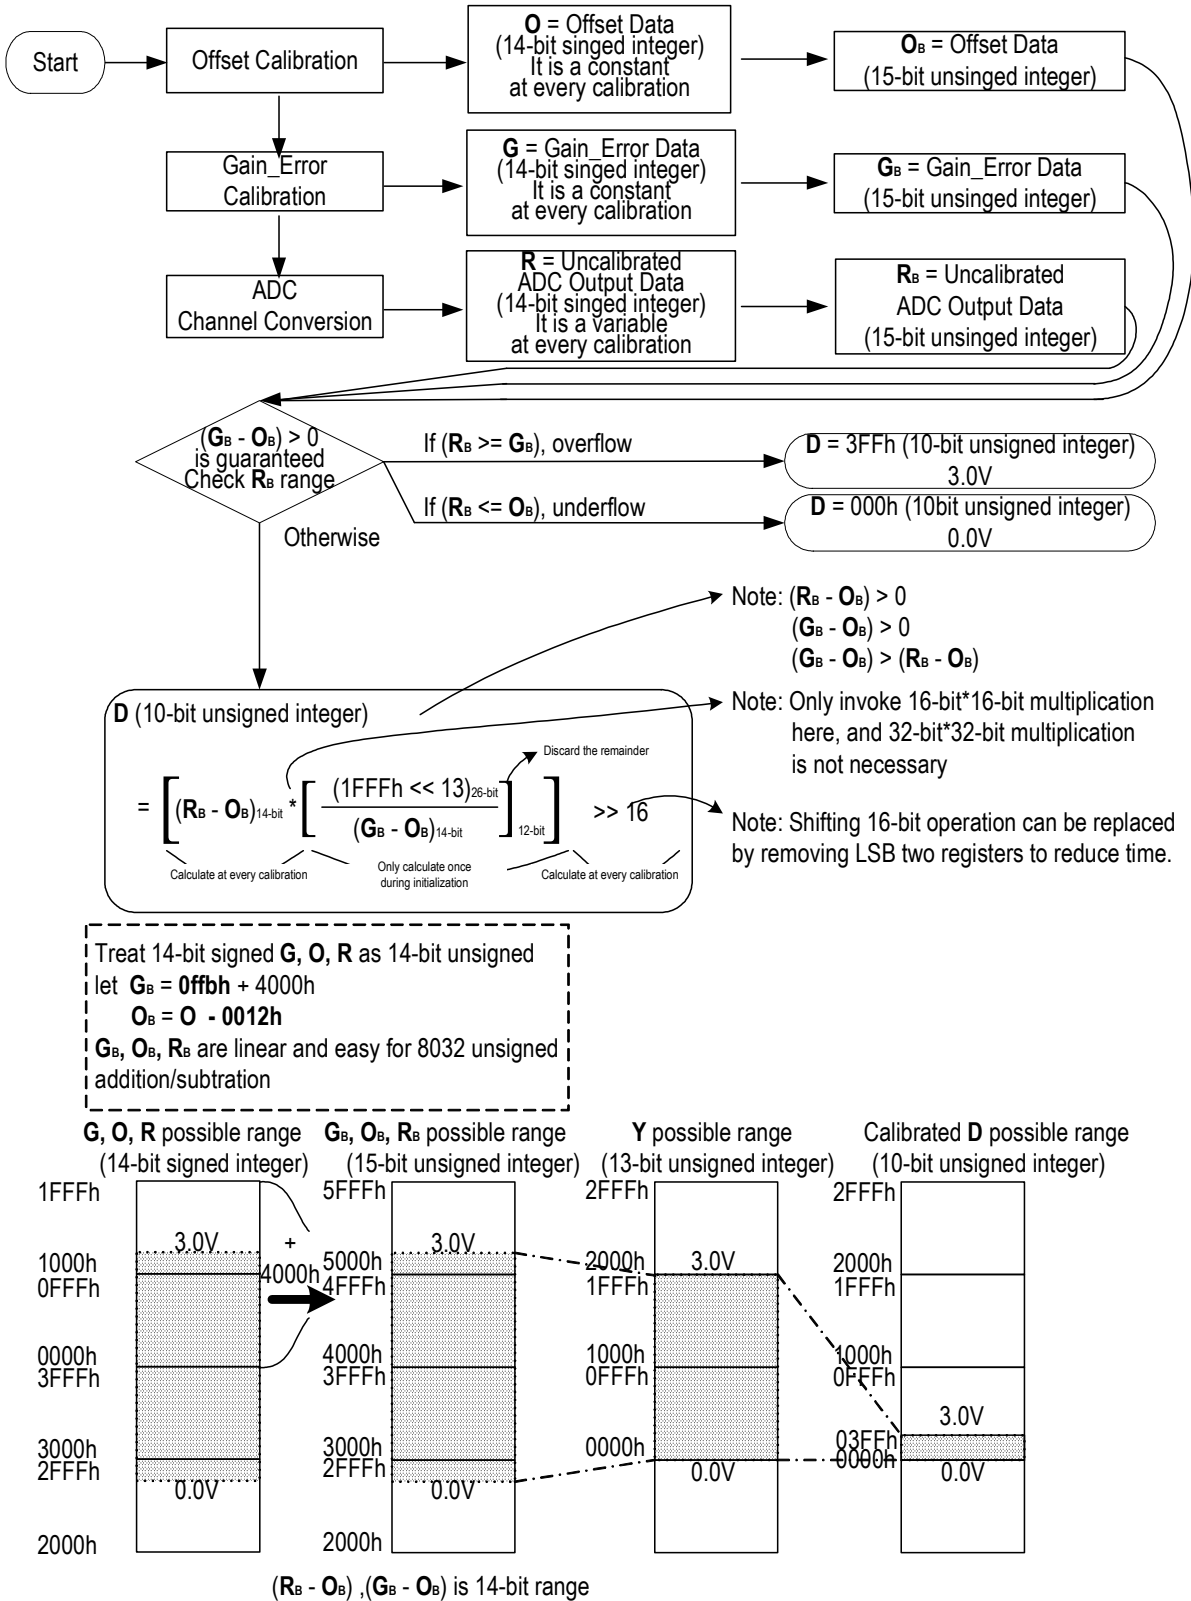 Start
Offset Calibration
O = Offset Data
(14-bit singed integer)
It is a constant
at every calibration
OB = Offset Data
(15-bit unsinged integer)
Gain_Error
Calibration
G = Gain_Error Data
(14-bit singed integer)
It is a constant
at every calibration
GB = Gain_Error Data
(15-bit unsinged integer)
ADC
Channel Conversion
R = Uncalibrated
ADC Output Data
(14-bit singed integer)
It is a variable
at every calibration
RB = Uncalibrated
ADC Output Data
(15-bit unsinged integer)
(GB - OB) > 0
is guaranteed
Check RB range
If (RB >= GB), overflow
D = 3FFh (10-bit unsigned integer)
3.0V
If (RB <= OB), underflow
D = 000h (10bit unsigned integer)
0.0V
Otherwise
Note: (RB - OB) > 0
(GB - OB) > 0
(GB - OB) > (RB - OB)
D (10-bit unsigned integer)
Note: Only invoke 16-bit*16-bit multiplication
here, and 32-bit*32-bit multiplication
is not necessary
Discard the remainder
= [(RB - OB)14-bit * [(1FFFh << 13)26-bit
(GB - OB)14-bit]12-bit] >> 16
Note: Shifting 16-bit operation can be replaced
by removing LSB two registers to reduce time.
Calculate at every calibration
Only calculate once
during initialization
Calculate at every calibration
Treat 14-bit signed G, O, R as 14-bit unsigned
let GB = 0ffbh + 4000h
OB = O - 0012h
GB, OB, RB are linear and easy for 8032 unsigned
addition/subtration
G, O, R possible range
(14-bit signed integer)
1FFFh
3.0V
1000h
0FFFh
0000h
3FFFh
3000h
2FFFh
0.0V
2000h
+
4000h
GB, OB, RB possible range
(15-bit unsigned integer)
5FFFh
3.0V
5000h
4FFFh
4000h
3FFFh
3000h
2FFFh
0.0V
2000h
Y possible range
(13-bit unsigned integer)
2FFFh
2000h
3.0V
1FFFh
1000h
0FFFh
0000h
0.0V
Calibrated D possible range
(10-bit unsigned integer)
2FFFh
2000h
1FFFh
1000h
0FFFh
3.0V
03FFh
0000h
0.0V
(RB - OB) ,(GB - OB) is 14-bit range